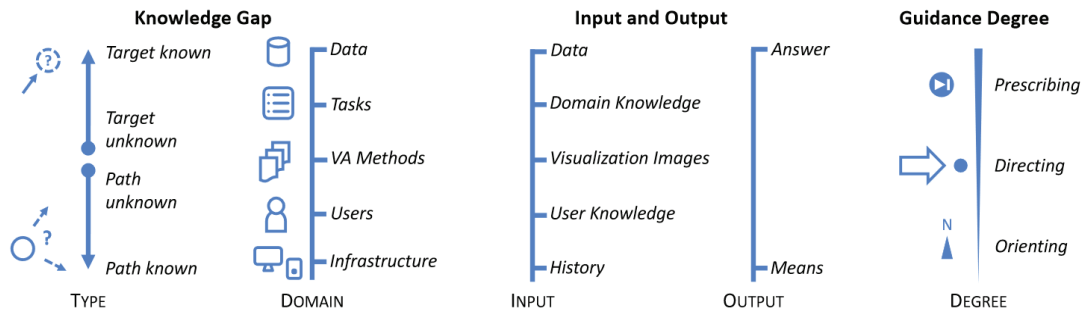 Knowledge Gap
Input and Output
Guidance Degree
?
Target known
Target
unknown
Path
unknown
?
Path known
TYPE
Data
Tasks
VA Methods
Users
Infrastructure
DOMAIN
Data
Domain Knowledge
Visualization Images
User Knowledge
History
INPUT
Answer
Means
OUTPUT
Prescribing
Directing
N
Orienting
DEGREE